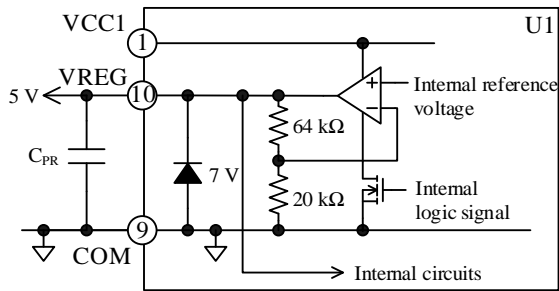 VCC1
U1
1
VREG
5 V
10
+
−
Internal reference
voltage
64 kΩ
C_PR
7 V
20 kΩ
Internal
logic signal
9
COM
Internal circuits